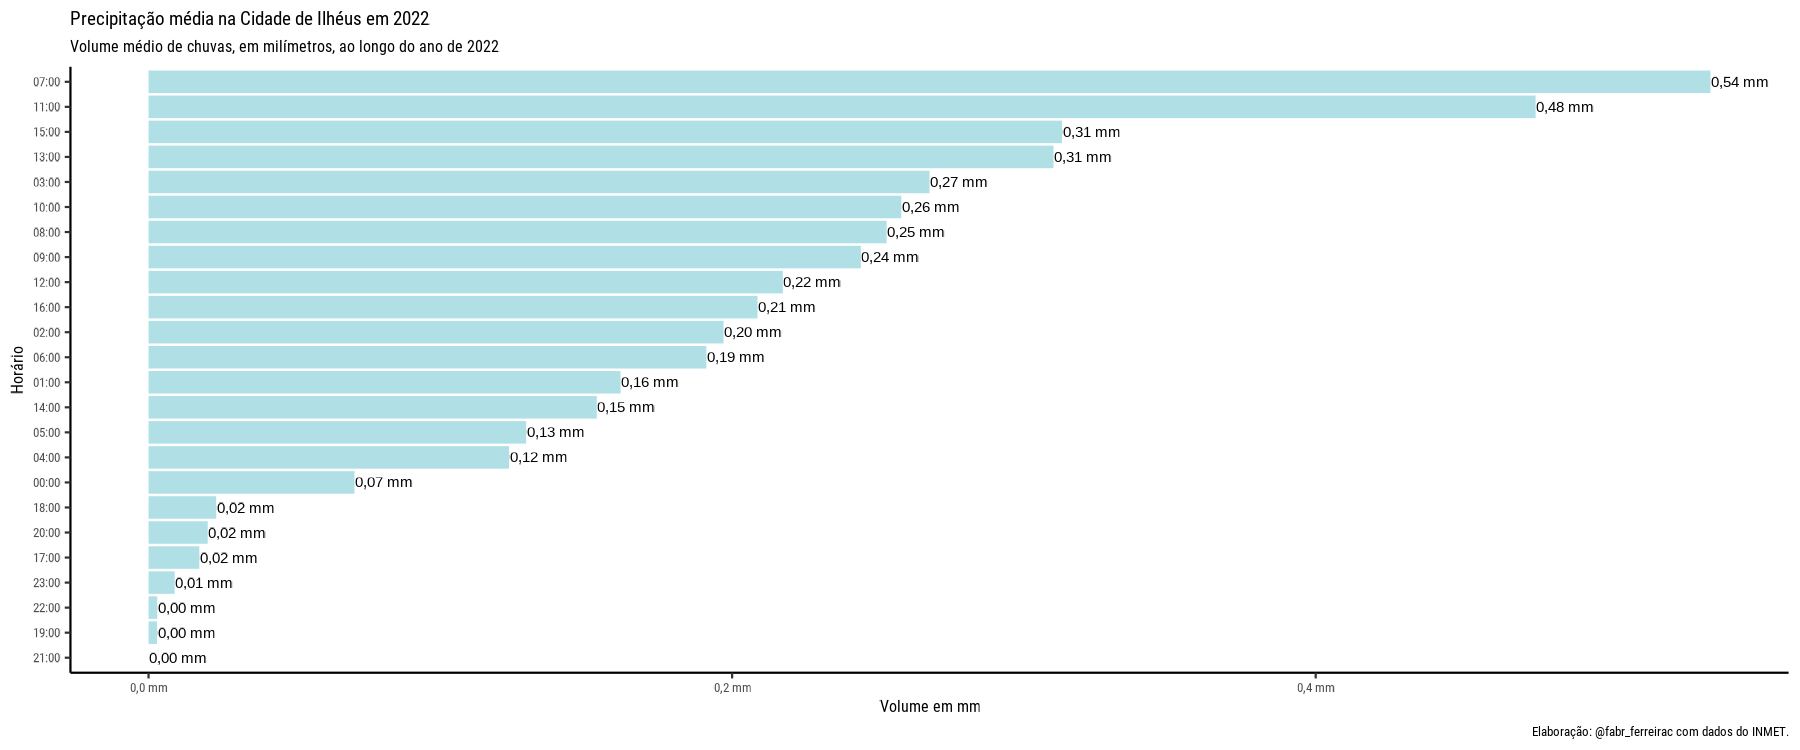 Precipitação média na Cidade de Ilhéus em 2022
Volume médio de chuvas, em milímetros, ao longo do ano de 2022
Horário
07:00 0,54 mm
11:00 0,48 mm
15:00 0,31 mm
13:00 0,31 mm
03:00 0,27 mm
10:00 0,26 mm
08:00 0,25 mm
09:00 0,24 mm
12:00 0,22 mm
16:00 0,21 mm
02:00 0,20 mm
06:00 0,19 mm
01:00 0,16 mm
14:00 0,15 mm
05:00 0,13 mm
04:00 0,12 mm
00:00 0,07 mm
18:00 0,02 mm
20:00 0,02 mm
17:00 0,02 mm
23:00 0,01 mm
22:00 0,00 mm
19:00 0,00 mm
21:00 0,00 mm
0,0 mm 0,2 mm 0,4 mm
Volume em mm
Elaboração: @fabr_ferreirac com dados do INMET.